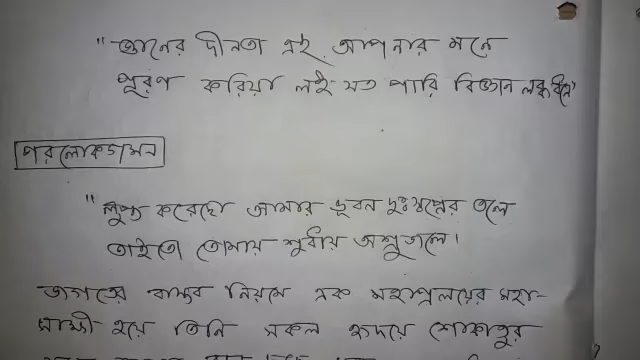 "জ্ঞানের দীনতা এই আপনার মনে
পূরণ করিয়া লই যত পারি বিজ্ঞান লব্ধ ধনে"
পরলোকগমন
"লুপ্ত করেছো আমার ভুবন দুঃস্বপ্নের তলে
তাইতো তোমায় শুধায় অশ্রুজলে।
জগতের বাস্তব নিয়মে এক মহাপ্রলয়ের মহা-
সাক্ষী হয়ে তিনি সকল হৃদয়ে শোকাতুর